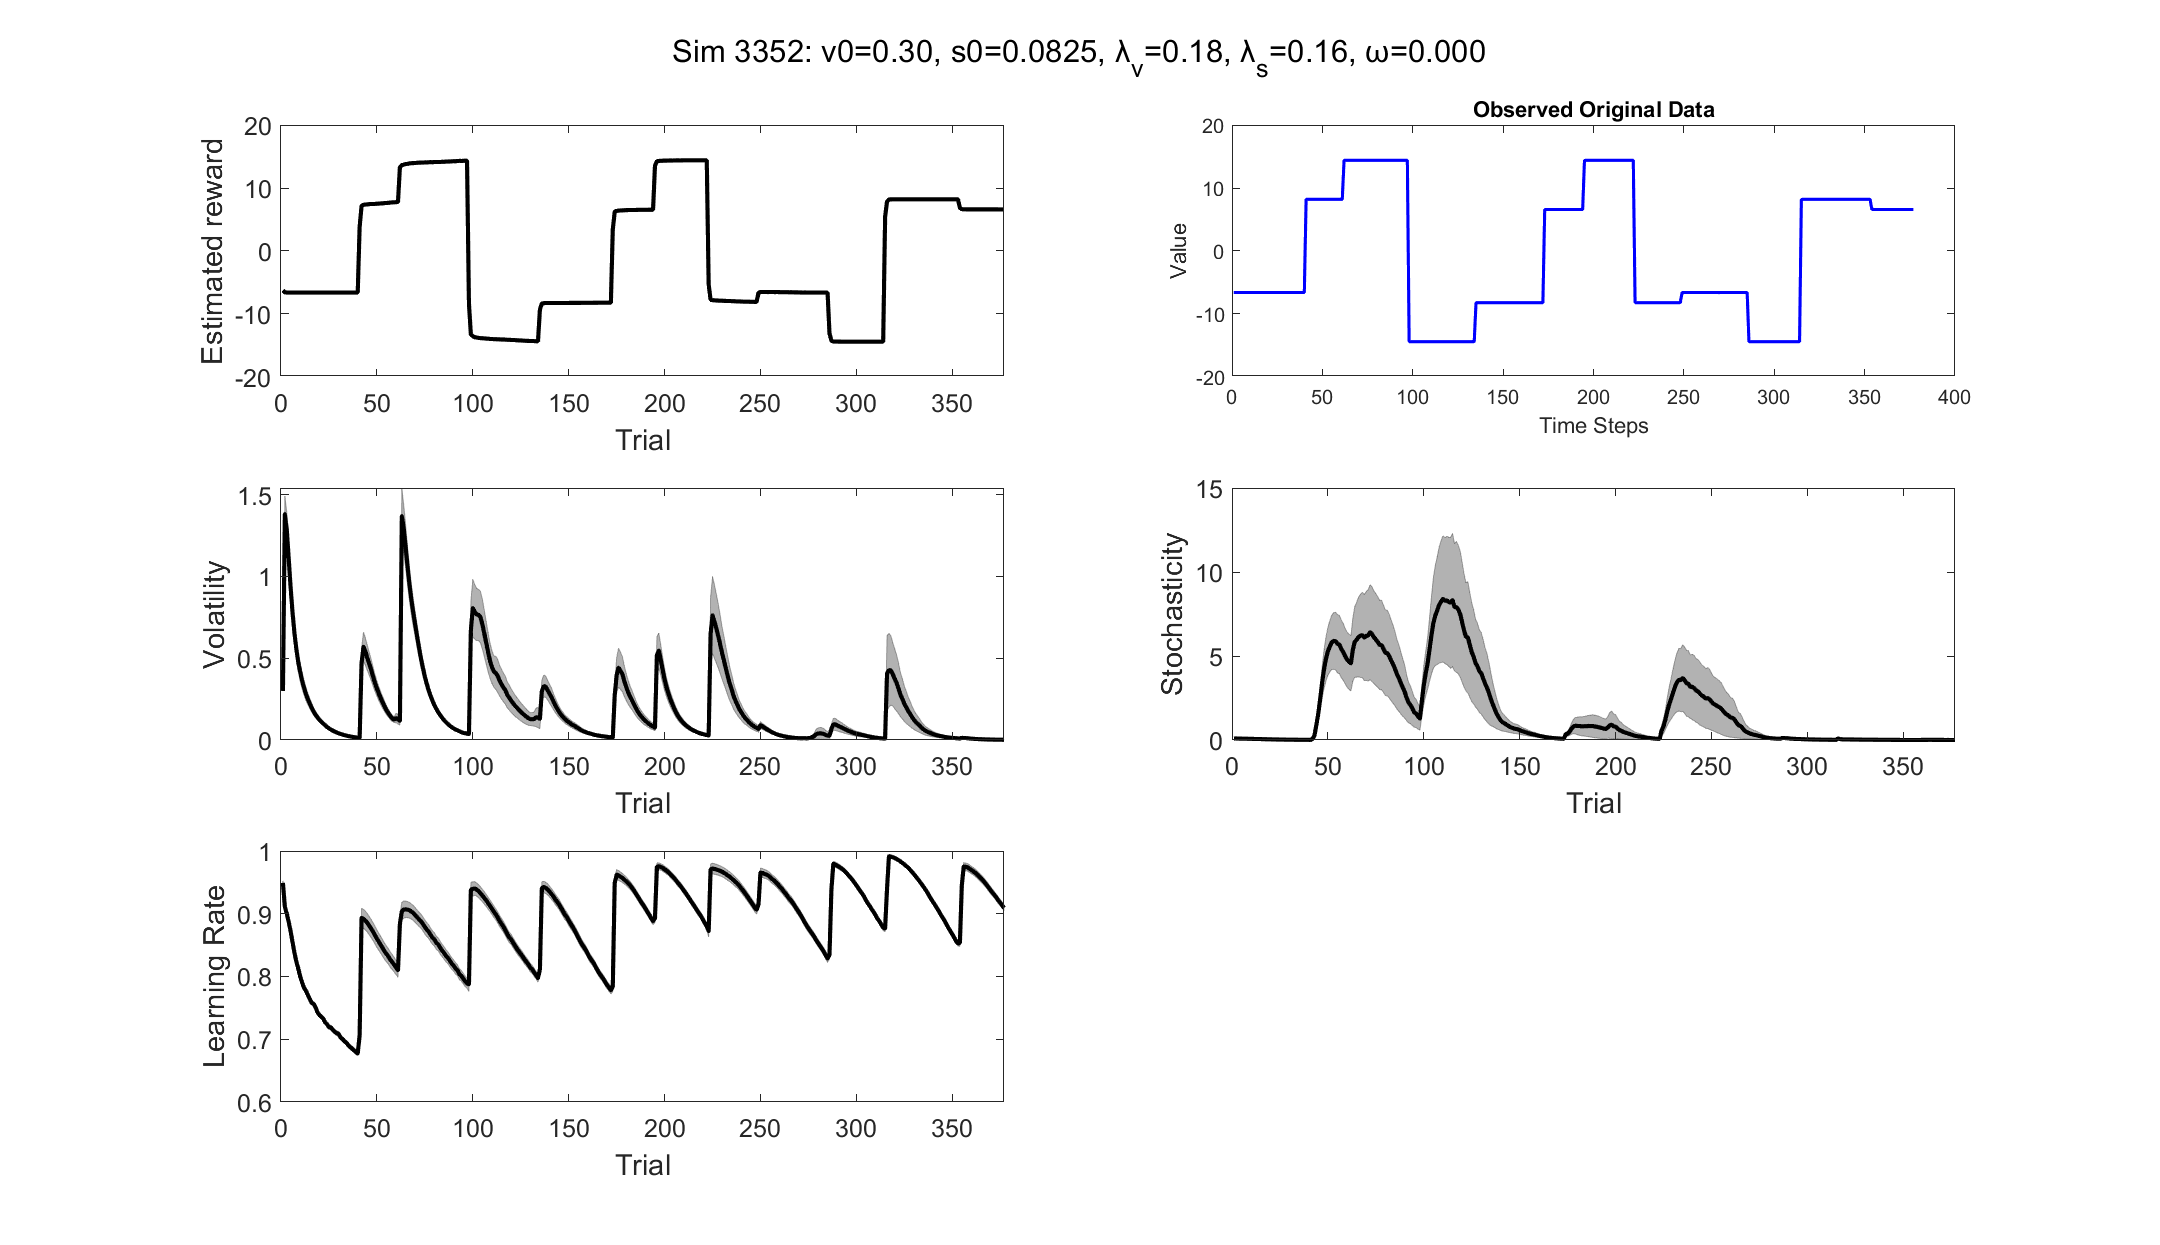 Sim 3352: v0=0.30, s0=0.0825, λv=0.18, λs=0.16, ω=0.000
Estimated reward
20
10
0
-10
-20
0 50 100 150 200 250 300 350
Trial
Observed Original Data
Value
20
10
0
-10
-20
0 50 100 150 200 250 300 350 400
Time Steps
Volatility
1.5
1
0.5
0
0 50 100 150 200 250 300 350
Trial
Stochasticity
15
10
5
0
0 50 100 150 200 250 300 350
Trial
Learning Rate
1
0.9
0.8
0.7
0.6
0 50 100 150 200 250 300 350
Trial